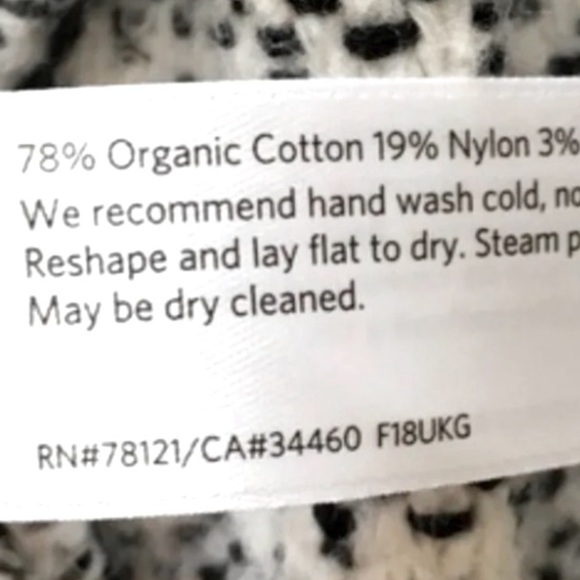 78% Organic Cotton 19% Nylon 3%
We recommend hand wash cold, no
Reshape and lay flat to dry. Steam p
May be dry cleaned.
RN#78121/CA#34460 F18UKG